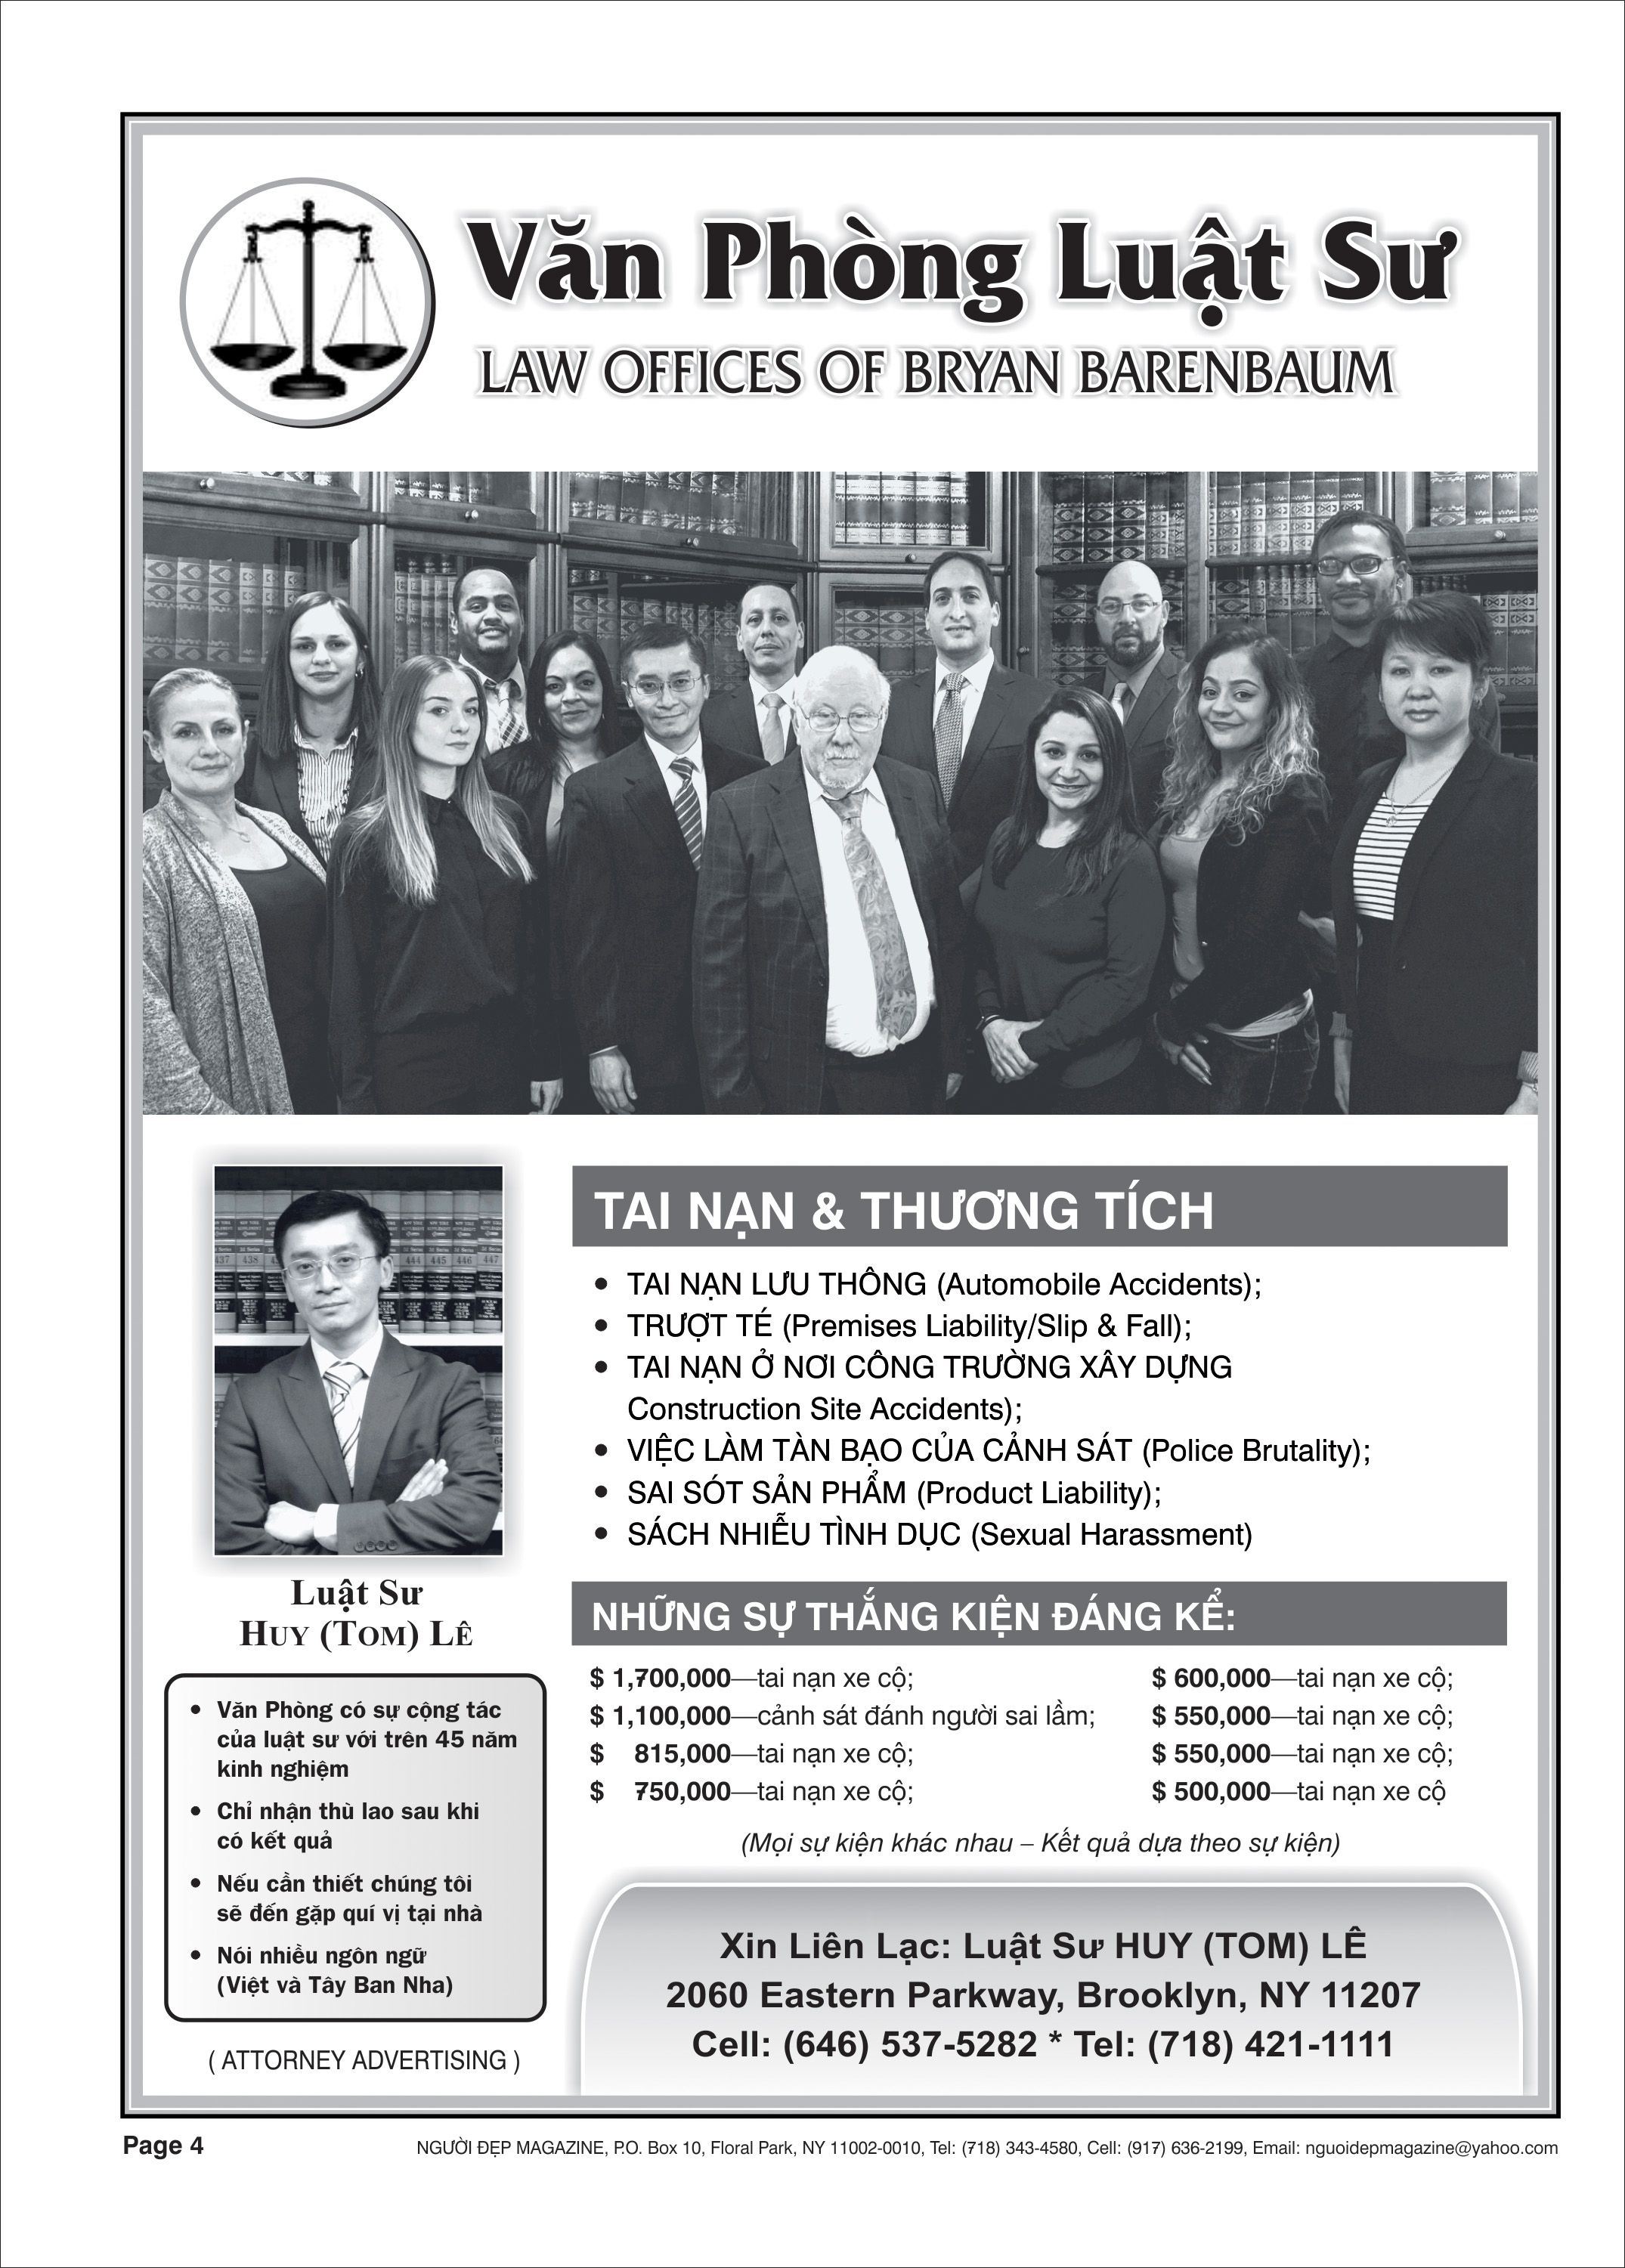 Văn Phòng Luật Sư
LAW OFFICES OF BRYAN BARENBAUM
Luật Sư
HUY (TOM) LÊ
• Văn Phòng có sự cộng tác
của luật sư với trên 45 năm
kinh nghiệm
• Chỉ nhận thù lao sau khi
có kết quả
• Nếu cần thiết chúng tôi
sẽ đến gặp quí vị tại nhà
• Nói nhiều ngôn ngữ
(Việt và Tây Ban Nha)
( ATTORNEY ADVERTISING )
TAI NẠN & THƯƠNG TÍCH
• TAI NẠN LƯU THÔNG (Automobile Accidents);
• TRƯỢT TÉ (Premises Liability/Slip & Fall);
• TAI NẠN Ở NƠI CÔNG TRƯỜNG XÂY DỰNG
Construction Site Accidents);
• VIỆC LÀM TÀN BẠO CỦA CẢNH SÁT (Police Brutality);
• SAI SÓT SẢN PHẨM (Product Liability);
• SÁCH NHIỄU TÌNH DỤC (Sexual Harassment)
NHỮNG SỰ THẮNG KIỆN ĐÁNG KỂ:
$ 1,700,000—tai nạn xe cộ;
$ 1,100,000—cảnh sát đánh người sai lầm;
$ 815,000—tai nạn xe cộ;
$ 750,000—tai nạn xe cộ;
$ 600,000—tai nạn xe cộ;
$ 550,000—tai nạn xe cộ;
$ 550,000—tai nạn xe cộ;
$ 500,000—tai nạn xe cộ
(Mọi sự kiện khác nhau – Kết quả dựa theo sự kiện)
Xin Liên Lạc: Luật Sư HUY (TOM) LÊ
2060 Eastern Parkway, Brooklyn, NY 11207
Cell: (646) 537-5282 * Tel: (718) 421-1111
Page 4
NGƯỜI ĐẸP MAGAZINE, P.O. Box 10, Floral Park, NY 11002-0010, Tel: (718) 343-4580, Cell: (917) 636-2199, Email: nguoidepmagazine@yahoo.com